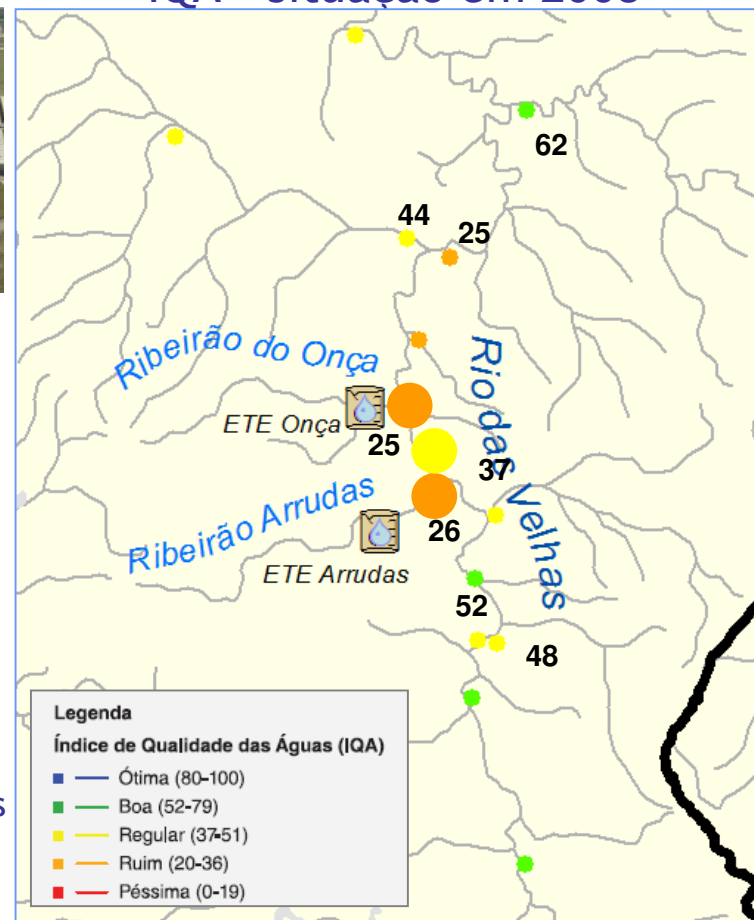 62
44
25
Ribeirão do Onça
Rio das Velhas
ETE Onça
25
37
Ribeirão Arrudas
26
ETE Arrudas
52
48
Legenda
Índice de Qualidade das Águas (IQA)
Ótima (80-100)
Boa (52-79)
Regular (37-51)
Ruim (20-36)
Péssima (0-19)